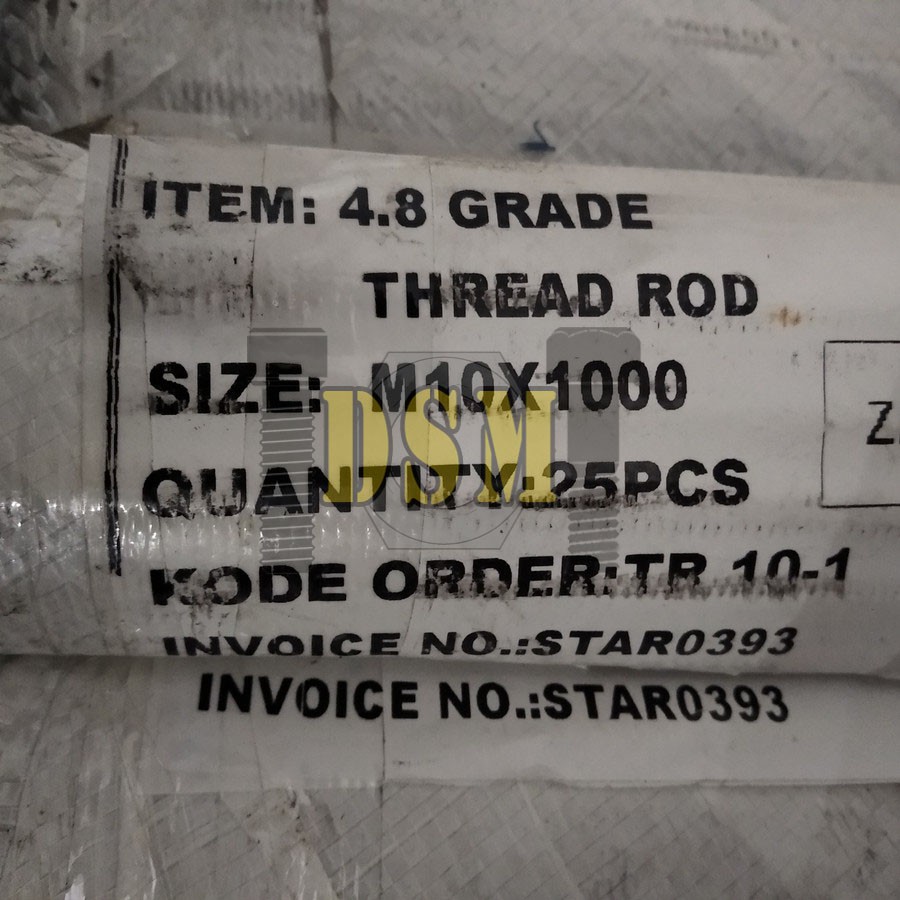 ITEM: 4.8 GRADE
THREAD ROD
SIZE: M10X1000
QUANTITY:25PCS
KODE ORDER:TR 10-1
INVOICE NO.:STAR0393
INVOICE NO.:STAR0393
DSM